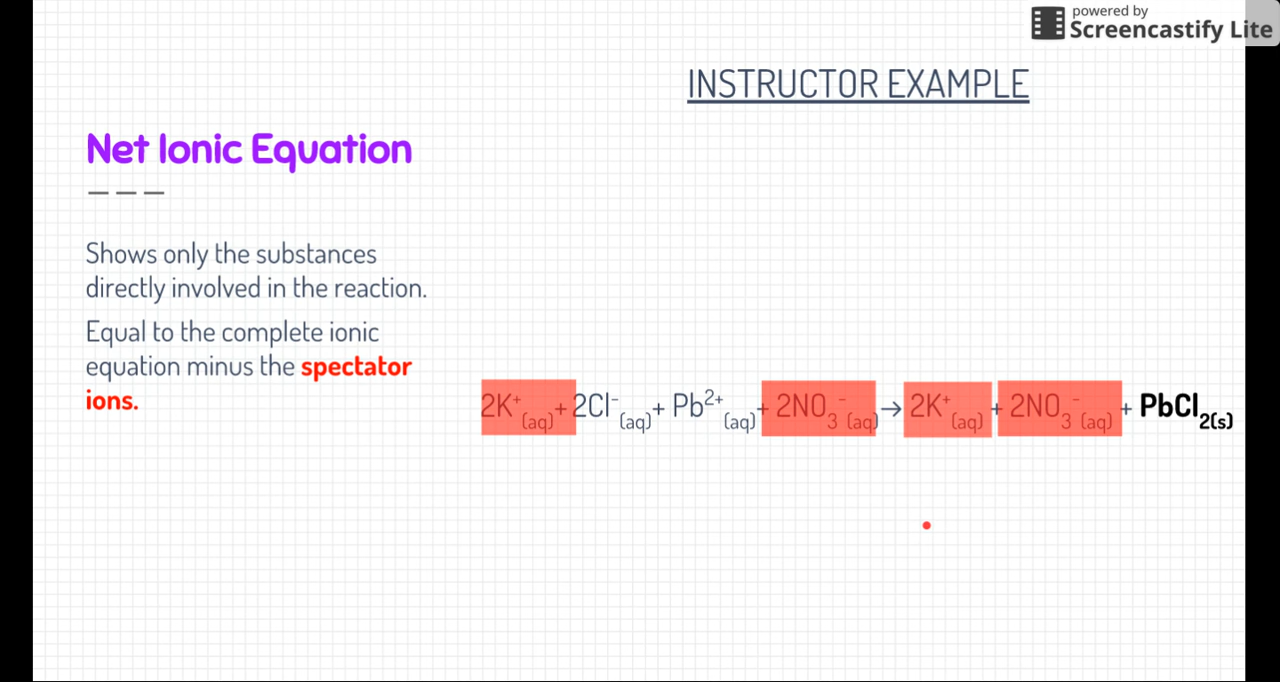 powered by
Screencastify Lite
INSTRUCTOR EXAMPLE
Net Ionic Equation
Shows only the substances
directly involved in the reaction.
Equal to the complete ionic
equation minus the spectator
ions.
2K⁺(aq) + 2Cl⁻(aq) + Pb²⁺(aq) + 2NO₃⁻(aq) → 2K⁺(aq) + 2NO₃⁻(aq) + PbCl₂(s)